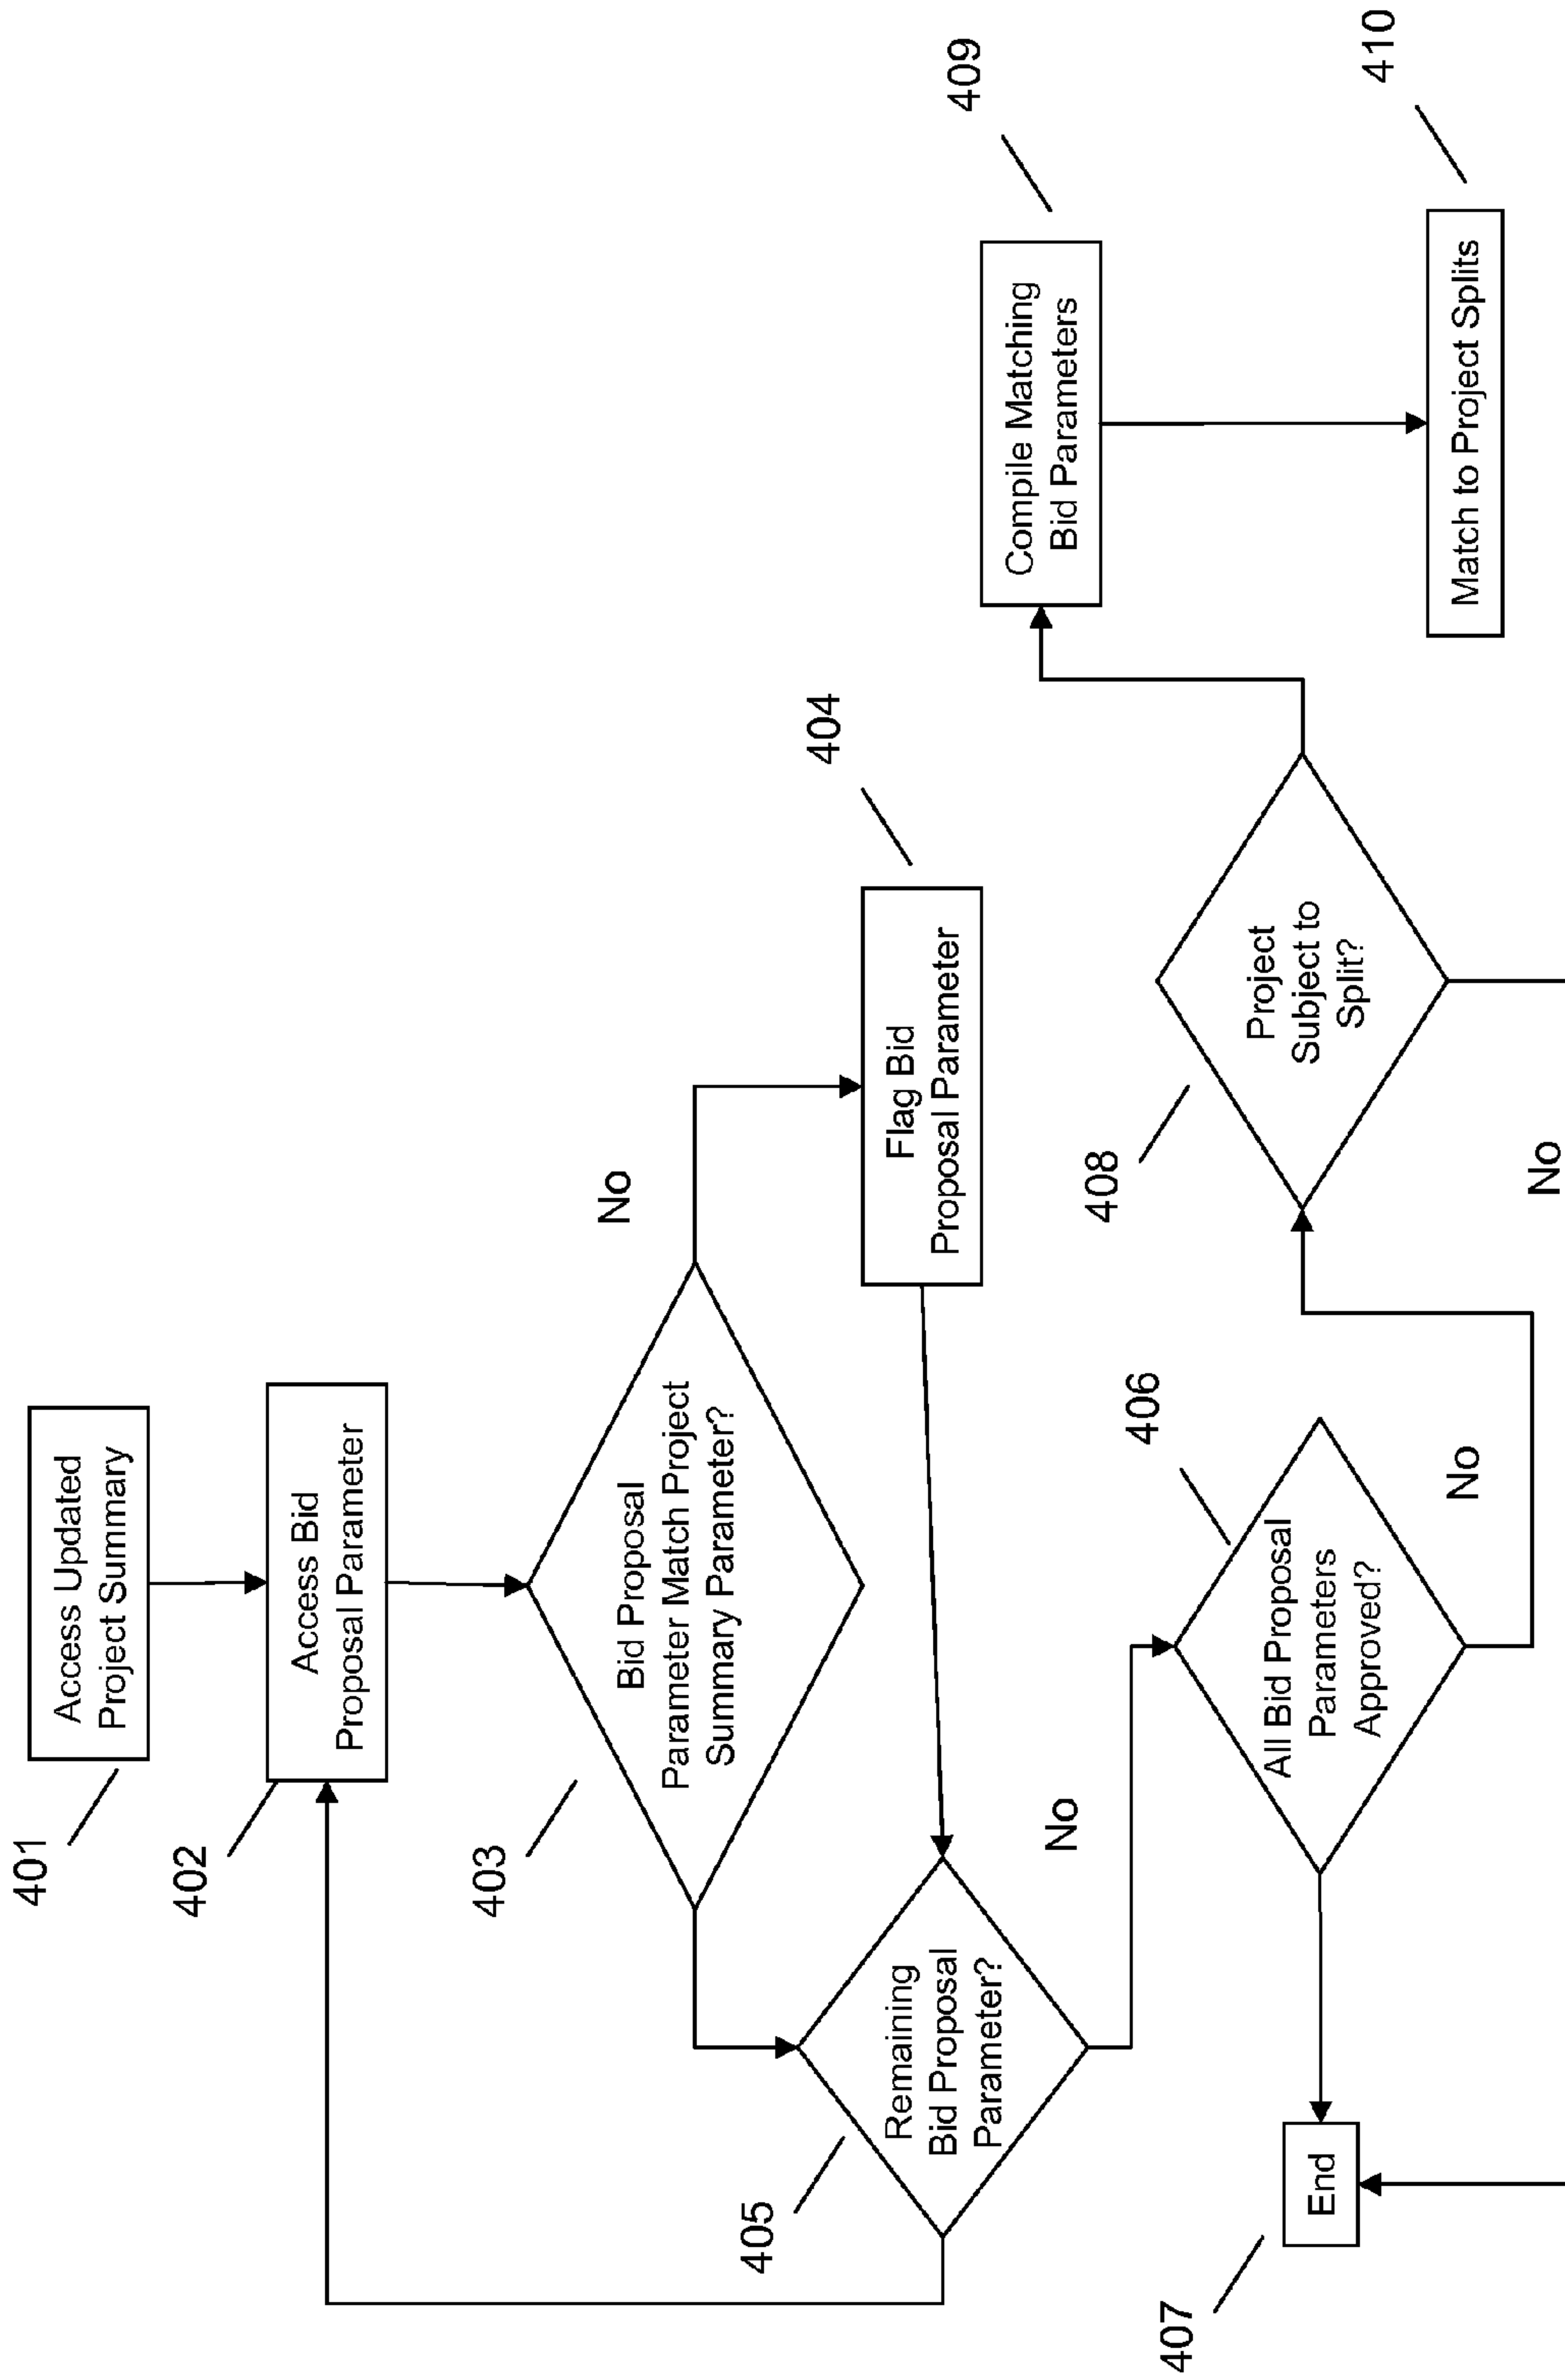 401
Access Updated
Project Summary
402
Access Bid
Proposal Parameter
403
Bid Proposal
Parameter Match Project
Summary Parameter?
No
404
Flag Bid
Proposal Parameter
405
Remaining
Bid Proposal
Parameter?
No
406
All Bid Proposal
Parameters
Approved?
No
407
End
408
Project
Subject to
Split?
No
409
Compile Matching
Bid Parameters
410
Match to Project Splits